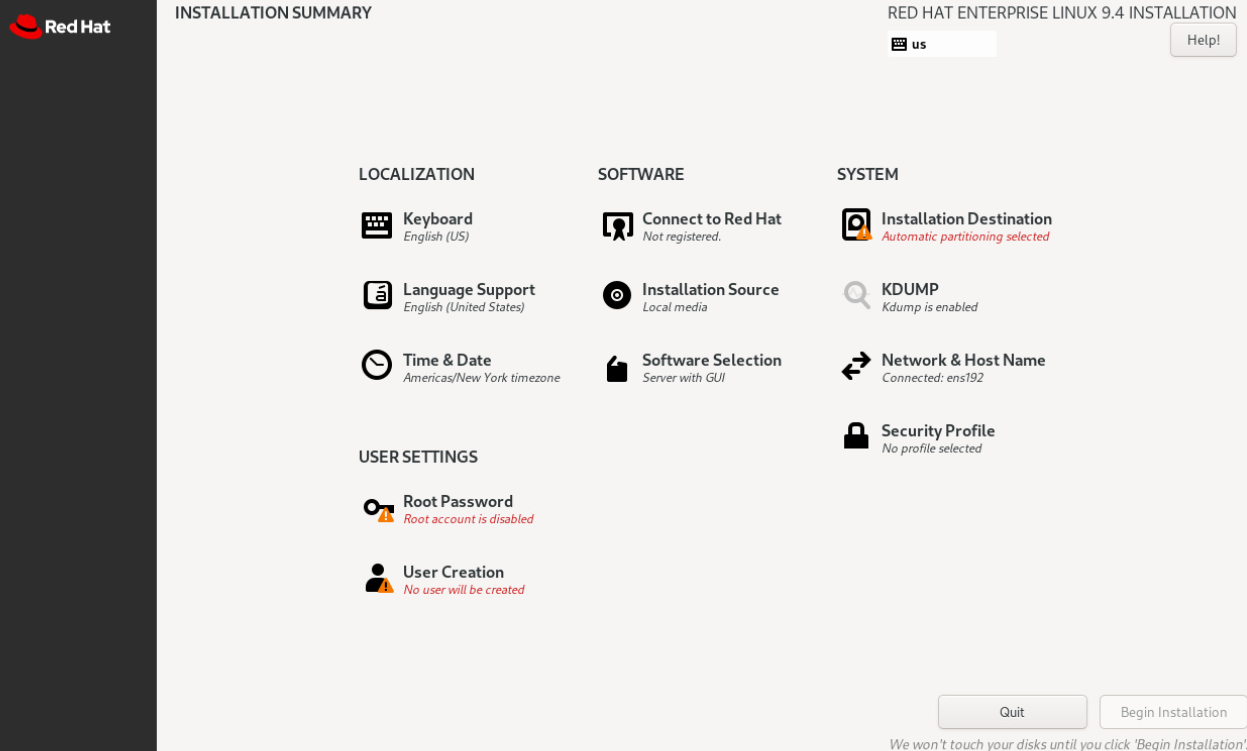 Red Hat
INSTALLATION SUMMARY
RED HAT ENTERPRISE LINUX 9.4 INSTALLATION
us
Help!
LOCALIZATION
Keyboard
English (US)
Language Support
English (United States)
Time & Date
Americas/New York timezone
SOFTWARE
Connect to Red Hat
Not registered.
Installation Source
Local media
Software Selection
Server with GUI
SYSTEM
Installation Destination
Automatic partitioning selected
KDUMP
Kdump is enabled
Network & Host Name
Connected: ens192
Security Profile
No profile selected
USER SETTINGS
Root Password
Root account is disabled
User Creation
No user will be created
Quit
Begin Installation
We won't touch your disks until you click 'Begin Installation'.